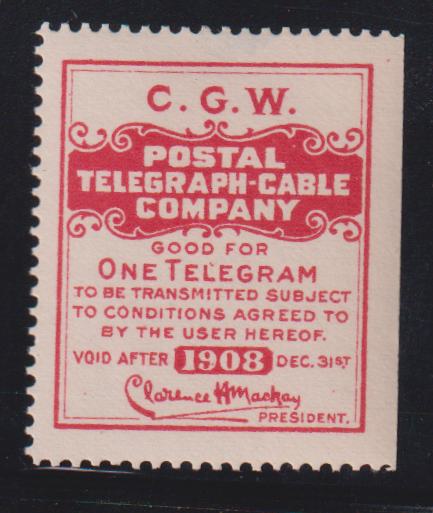 C. G. W.
POSTAL
TELEGRAPH-CABLE
COMPANY
GOOD FOR
ONE TELEGRAM
TO BE TRANSMITTED SUBJECT
TO CONDITIONS AGREED TO
BY THE USER HEREOF.
VOID AFTER 1908 DEC. 31ST.
Clarence H Mackay
PRESIDENT.